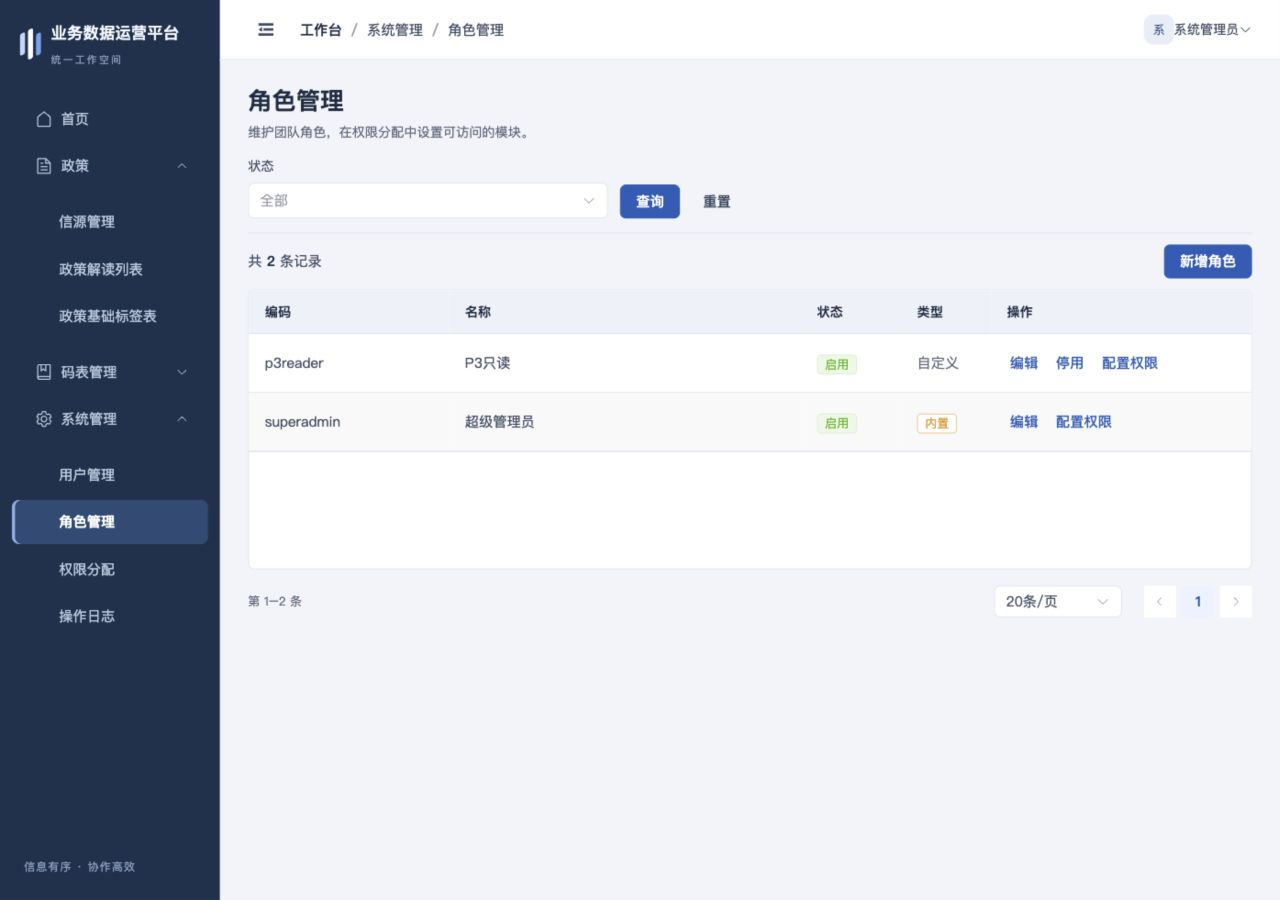 业务数据运营平台
统一工作空间
首页
政策
信源管理
政策解读列表
政策基础标签表
码表管理
系统管理
用户管理
角色管理
权限分配
操作日志
信息有序 · 协作高效
工作台 / 系统管理 / 角色管理
系 系统管理员
角色管理
维护团队角色，在权限分配中设置可访问的模块。
状态
全部 查询 重置
共 2 条记录 新增角色
编码 名称 状态 类型 操作
p3reader P3只读 启用 自定义 编辑 停用 配置权限
superadmin 超级管理员 启用 内置 编辑 配置权限
第 1—2 条 20条/页 1